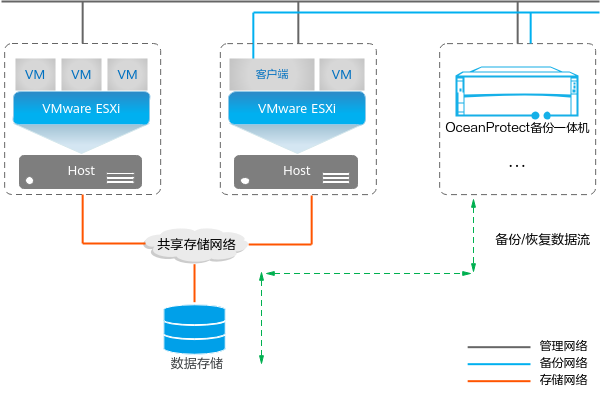 VM VM VM
VMware ESXi
Host
客户端 VM
VMware ESXi
Host
OceanProtect备份一体机
...
共享存储网络
备份/恢复数据流
数据存储
管理网络
备份网络
存储网络